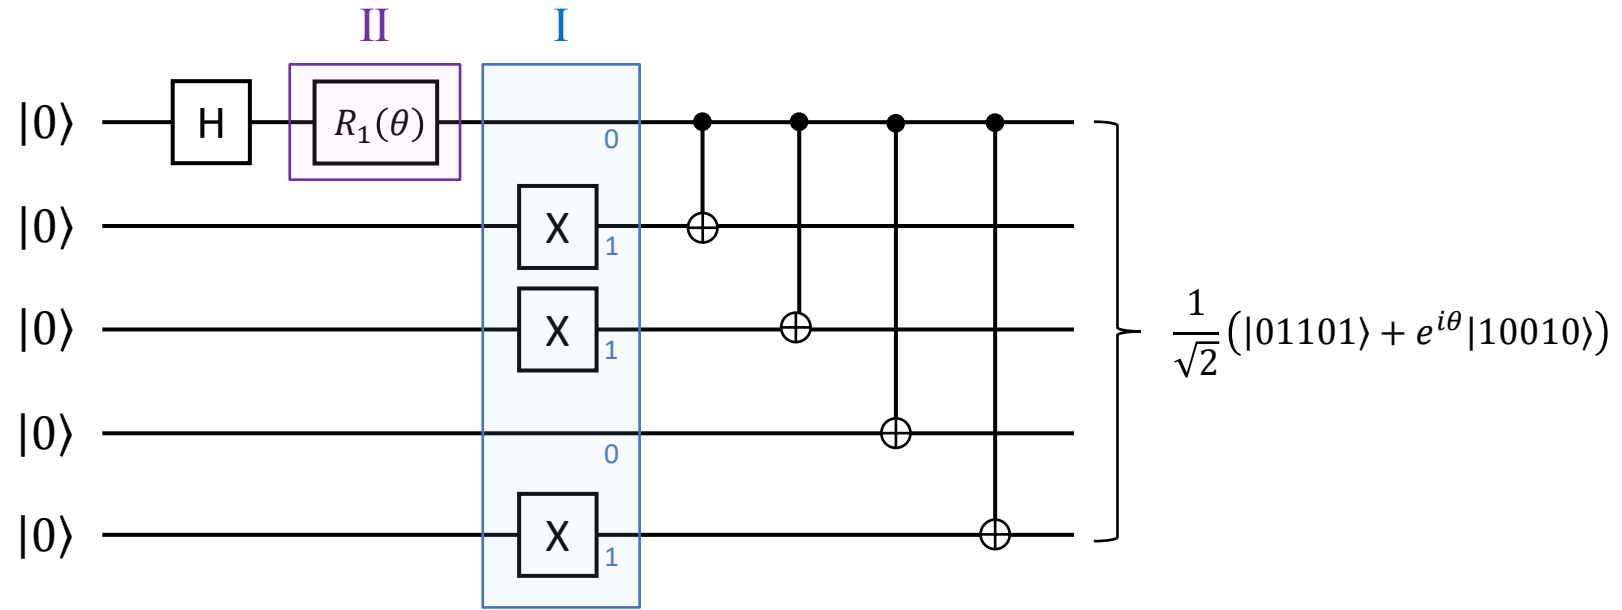 II I
|0⟩ H R₁(θ) 0
|0⟩ X 1
|0⟩ X 1
|0⟩ 0
|0⟩ X 1
1/√2 (|01101⟩ + e^{iθ}|10010⟩)